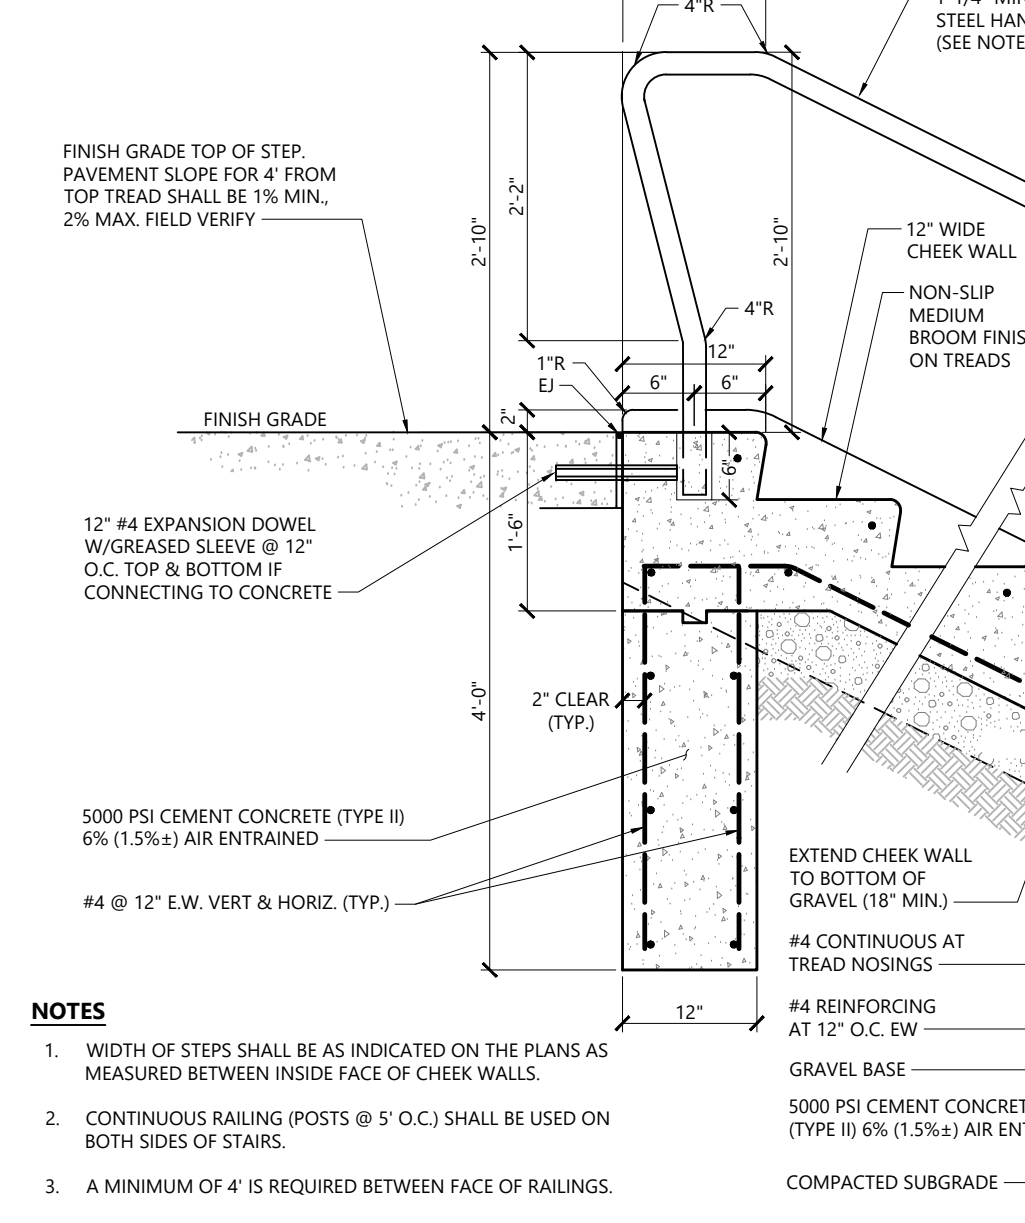 4"R
STEEL
(SEE
FINISH GRADE TOP OF STEP.
PAVEMENT SLOPE FOR 4' FROM
TOP TREAD SHALL BE 1% MIN.,
2% MAX. FIELD VERIFY
2'-10"
2'-2"
2'-10"
12" WIDE
CHEEK WALL
NON-SLIP
MEDIUM
BROOM
ON TREADS
4"R
12"
6"
6"
1"R
EJ
2"
6"
FINISH GRADE
1'-6"
12" #4 EXPANSION DOWEL
W/GREASED SLEEVE @ 12"
O.C. TOP & BOTTOM IF
CONNECTING TO CONCRETE
4'-0"
2" CLEAR
(TYP.)
5000 PSI CEMENT CONCRETE (TYPE II)
6% (1.5%±) AIR ENTRAINED
#4 @ 12" E.W. VERT & HORIZ. (TYP.)
12"
EXTEND CHEEK WALL
TO BOTTOM OF
GRAVEL (18" MIN.)
#4 CONTINUOUS AT
TREAD NOSINGS
#4 REINFORCING
AT 12" O.C. EW
GRAVEL BASE
5000 PSI CEMENT
(TYPE II) 6% (1.5%±) AIR
COMPACTED SUBGRADE
NOTES
1. WIDTH OF STEPS SHALL BE AS INDICATED ON THE PLANS AS
MEASURED BETWEEN INSIDE FACE OF CHEEK WALLS.
2. CONTINUOUS RAILING (POSTS @ 5' O.C.) SHALL BE USED ON
BOTH SIDES OF STAIRS.
3. A MINIMUM OF 4' IS REQUIRED BETWEEN FACE OF RAILINGS.